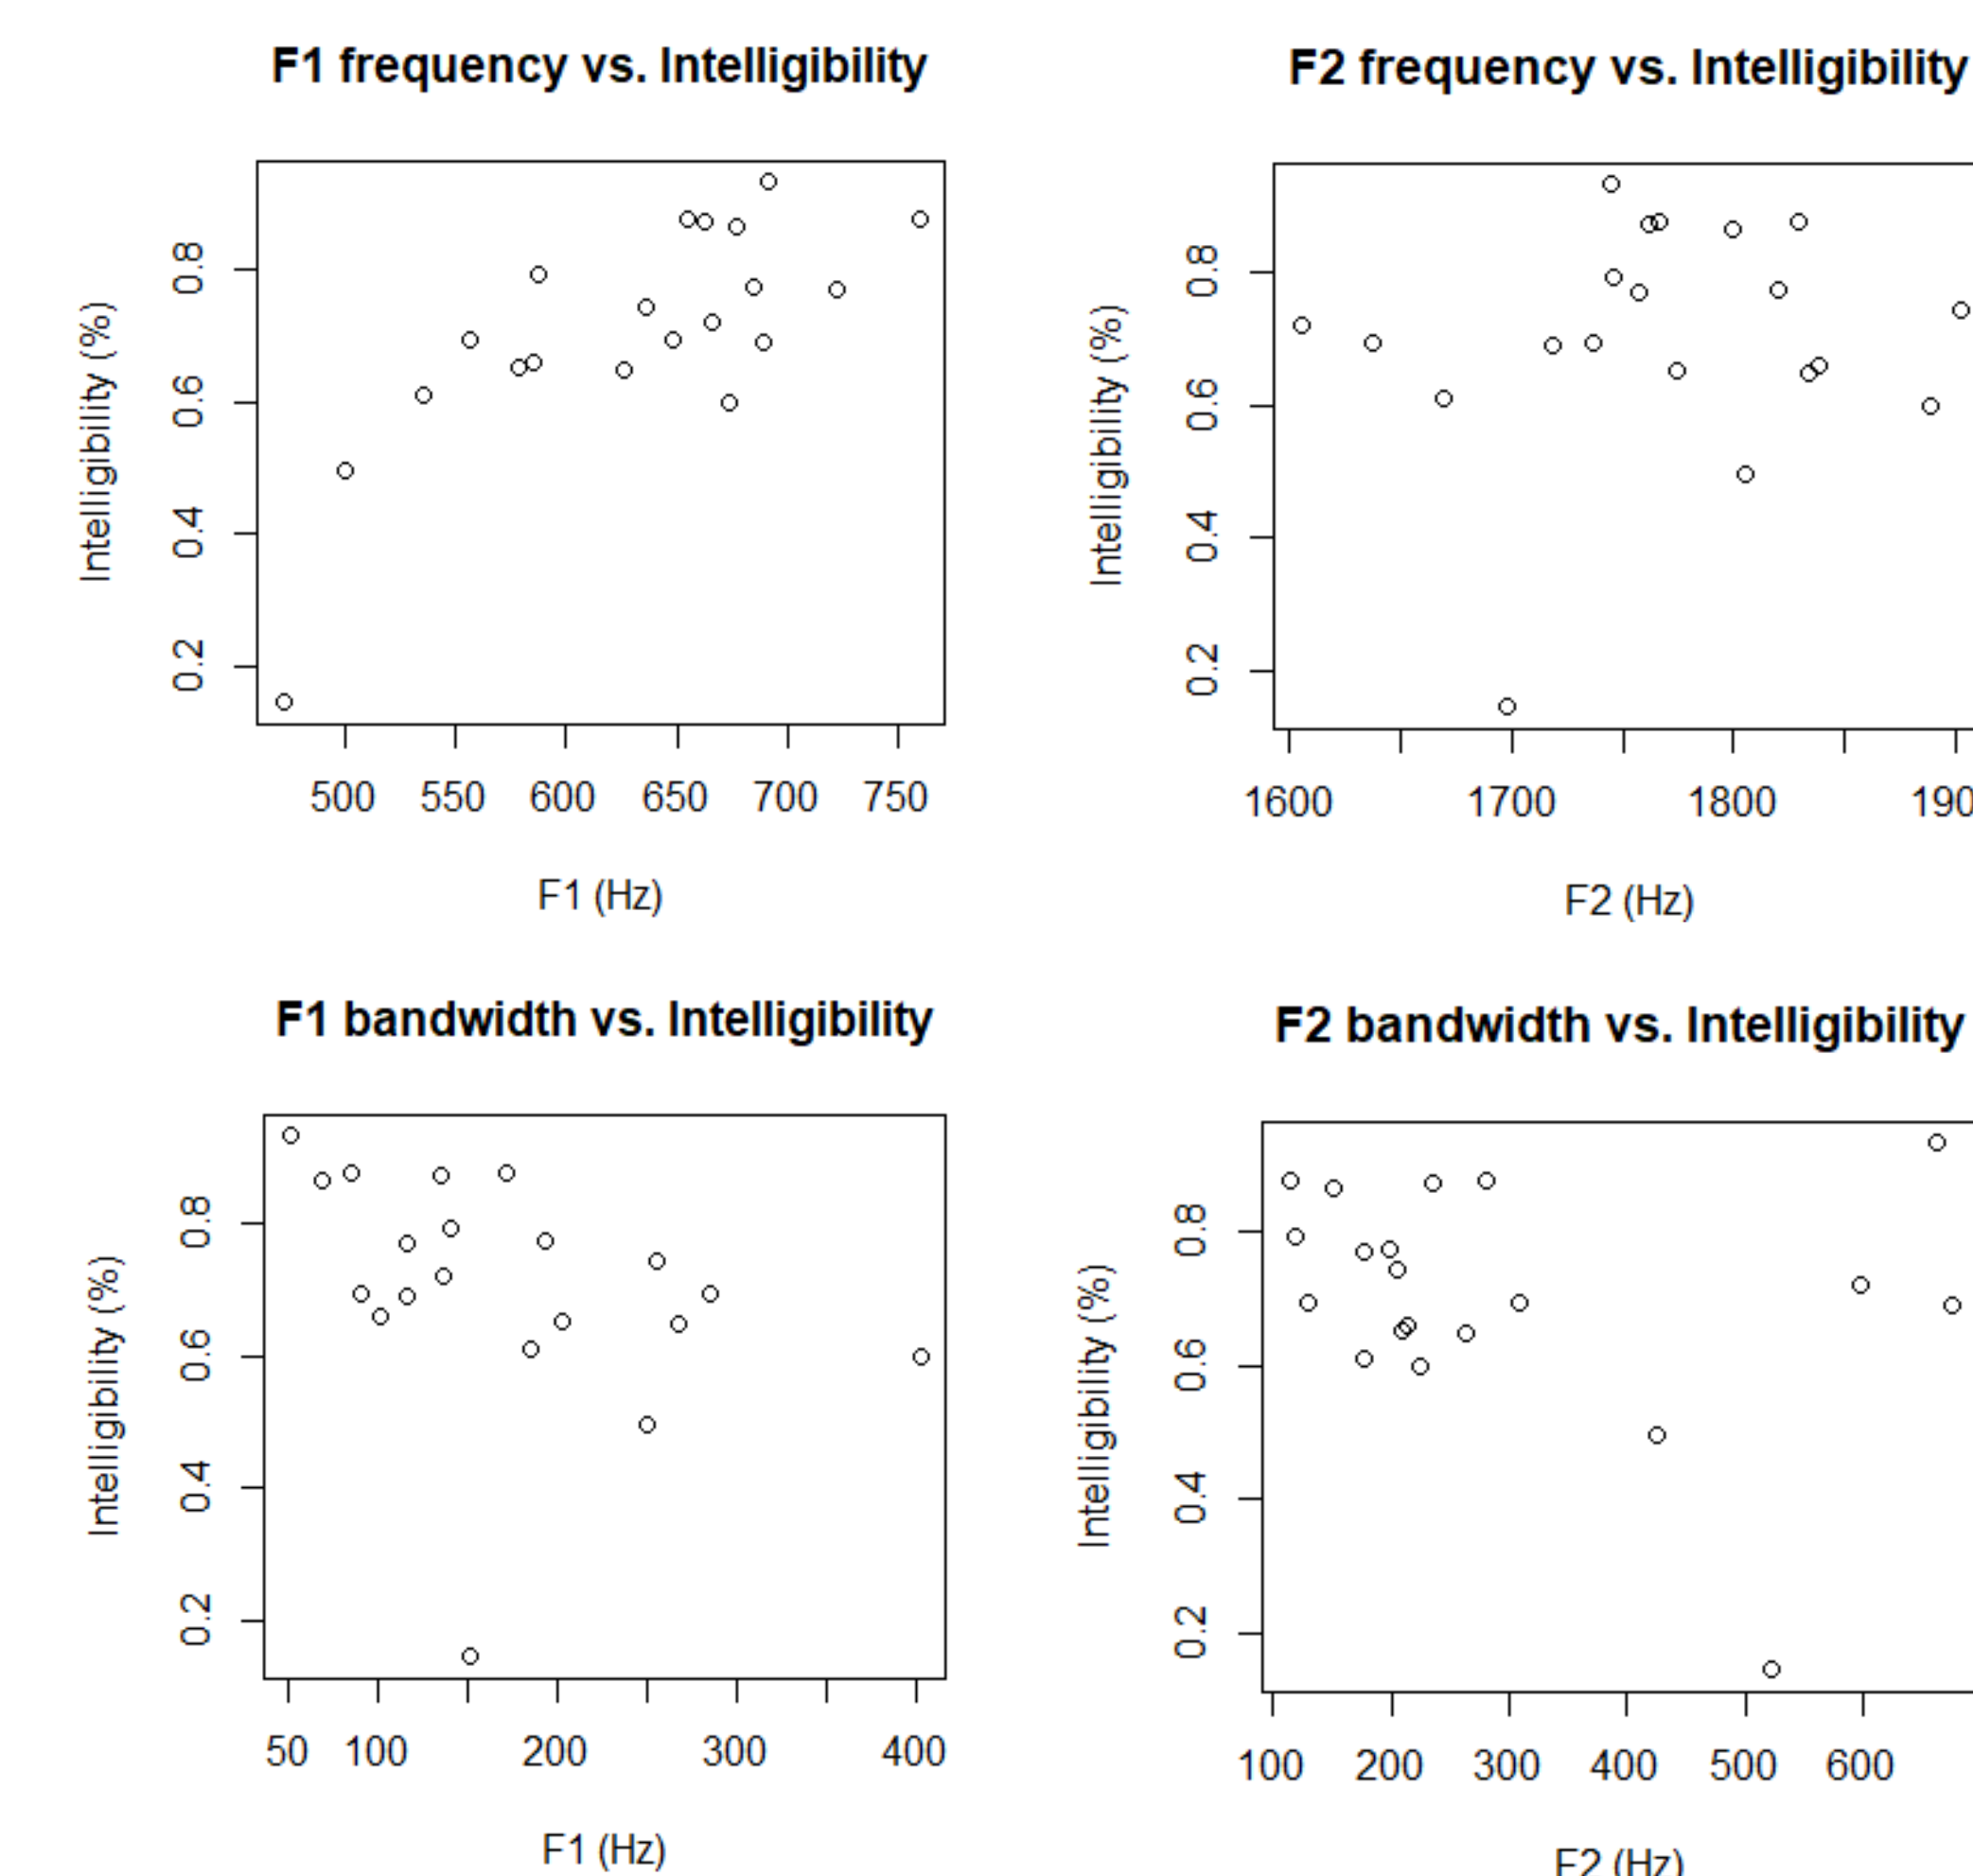 F1 frequency vs. Intelligibility
Intelligibility (%)
0.8
0.6
0.4
0.2
500 550 600 650 700 750
F1 (Hz)
F2 frequency vs. Intelligibility
Intelligibility (%)
0.8
0.6
0.4
0.2
1600 1700 1800 190
F2 (Hz)
F1 bandwidth vs. Intelligibility
Intelligibility (%)
0.8
0.6
0.4
0.2
50 100 200 300 400
F1 (Hz)
F2 bandwidth vs. Intelligibility
Intelligibility (%)
0.8
0.6
0.4
0.2
100 200 300 400 500 600
F2 (Hz)